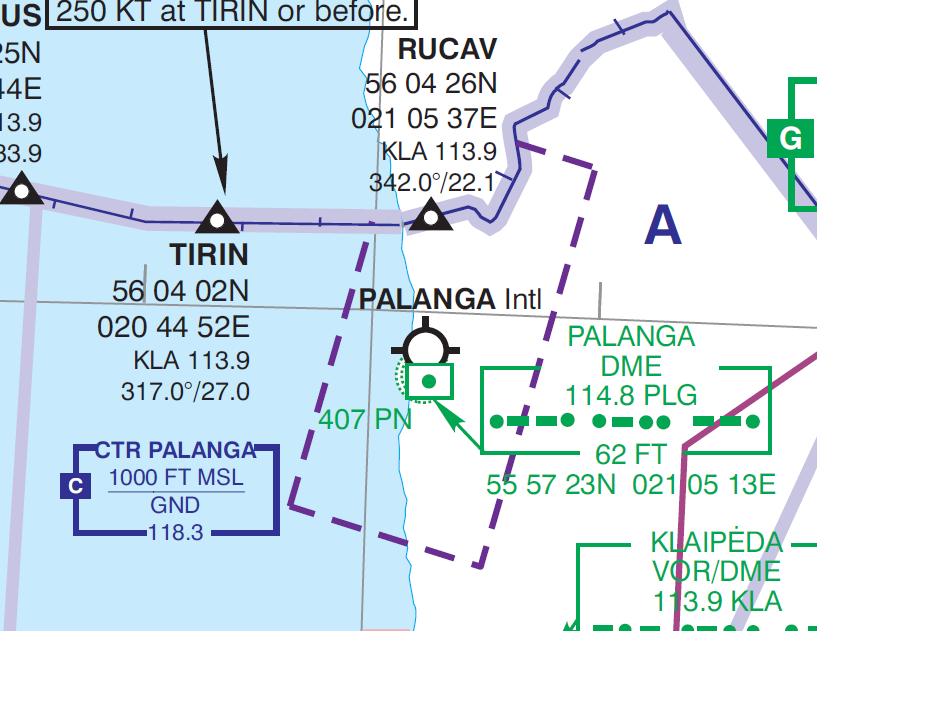 US
250 KT at TIRIN or before.
25N
44E
13.9
33.9
RUCAV
56 04 26N
021 05 37E
KLA 113.9
342.0°/22.1
G
A
TIRIN
56 04 02N
020 44 52E
KLA 113.9
317.0°/27.0
PALANGA Intl
407 PN
PALANGA
DME
114.8 PLG
62 FT
55 57 23N 021 05 13E
CTR PALANGA
C
1000 FT MSL
GND
118.3
KLAIPĖDA
VOR/DME
113.9 KLA